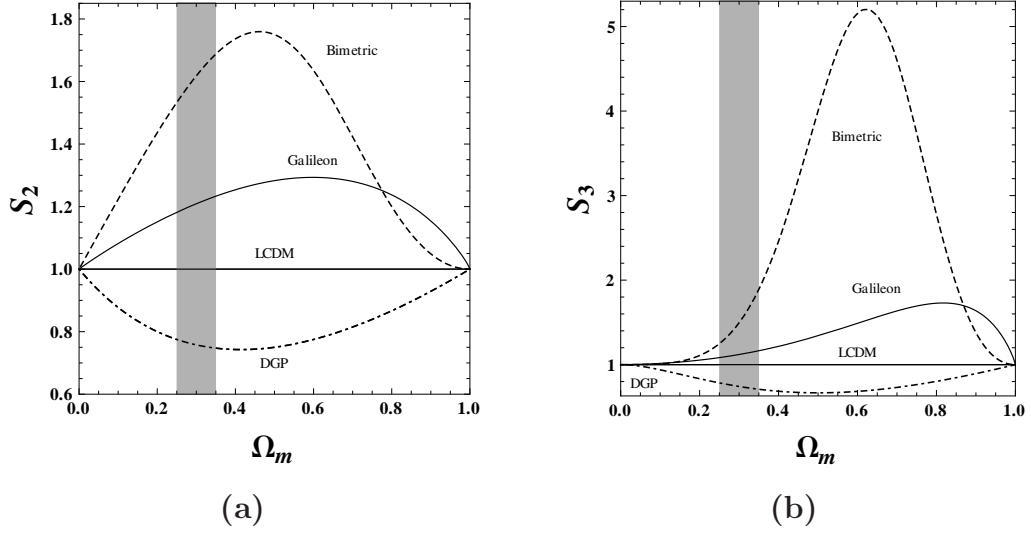 1.8
1.6
1.4
1.2
1.0
0.8
0.6
S₂
Bimetric
Galileon
LCDM
DGP
0.0 0.2 0.4 0.6 0.8 1.0
Ωₘ
(a)
5
4
3
2
1
S₃
Bimetric
Galileon
LCDM
DGP
0.0 0.2 0.4 0.6 0.8 1.0
Ωₘ
(b)